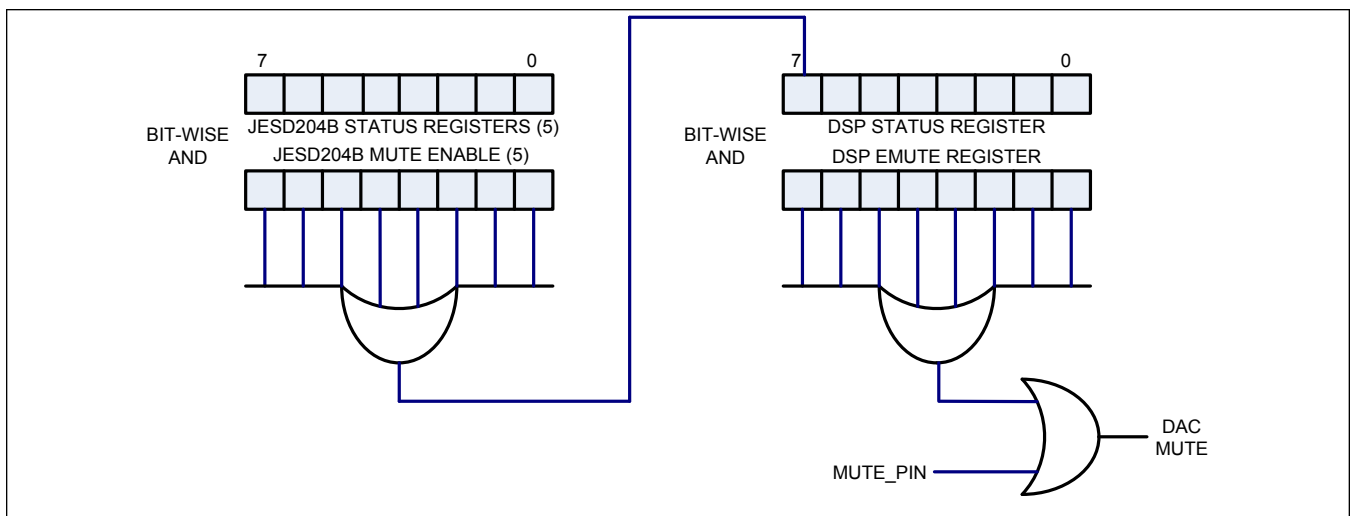 7 0
JESD204B STATUS REGISTERS (5)
BIT-WISE
AND
JESD204B MUTE ENABLE (5)
7 0
DSP STATUS REGISTER
BIT-WISE
AND
DSP EMUTE REGISTER
DAC
MUTE
MUTE_PIN